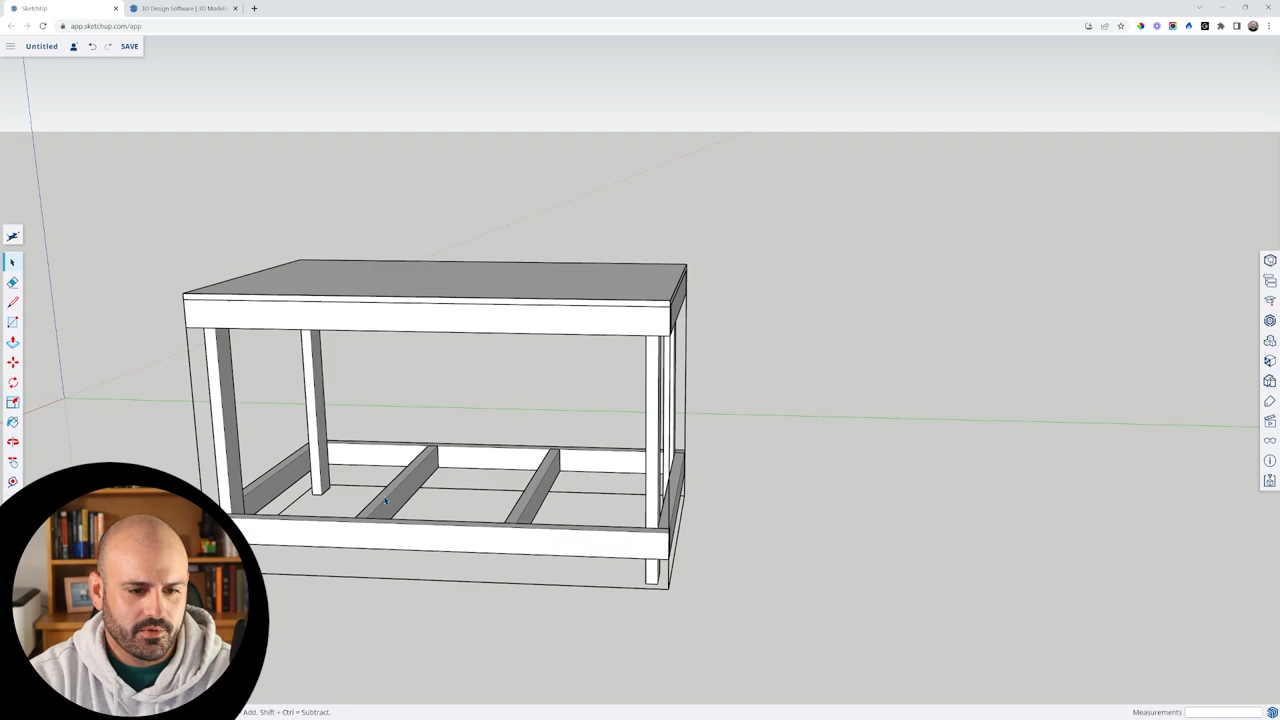 SketchUp
3D Design Software | 3D Modeli
app.sketchup.com/app
Untitled
SAVE
Add. Shift + Ctrl = Subtract.
Measurements